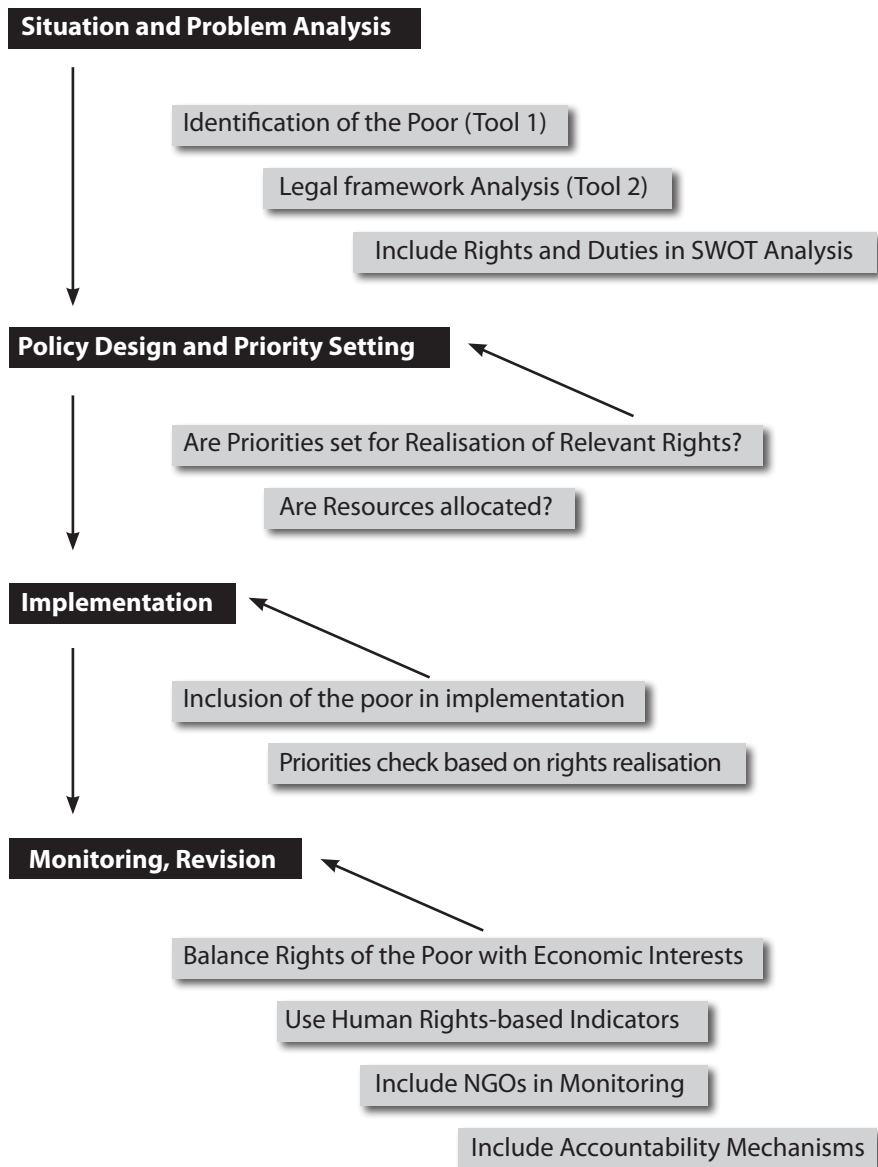 Situation and Problem Analysis
Identification of the Poor (Tool 1)
Legal framework Analysis (Tool 2)
Include Rights and Duties in SWOT Analysis
Policy Design and Priority Setting
Are Priorities set for Realisation of Relevant Rights?
Are Resources allocated?
Implementation
Inclusion of the poor in implementation
Priorities check based on rights realisation
Monitoring, Revision
Balance Rights of the Poor with Economic Interests
Use Human Rights-based Indicators
Include NGOs in Monitoring
Include Accountability Mechanisms